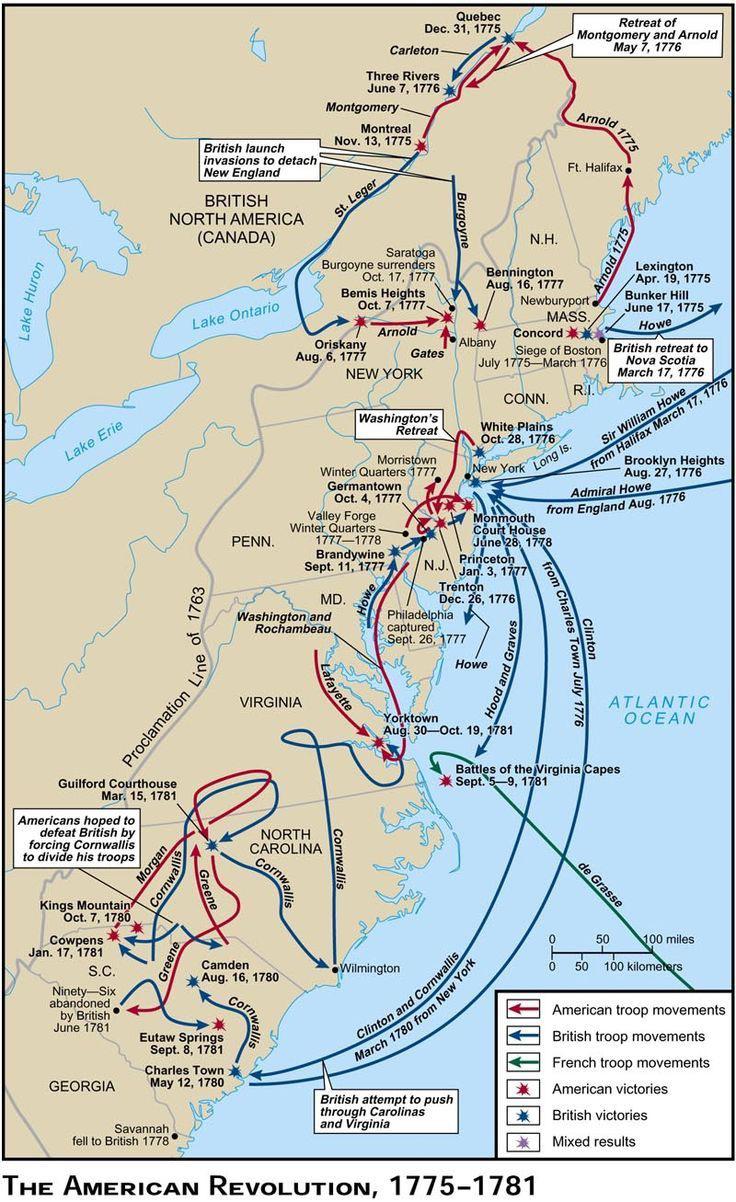 Quebec
Dec. 31, 1775
Retreat of
Montgomery and Arnold
May 7, 1776
Carleton
Three Rivers
June 7, 1776
Montgomery
Arnold 1775
Montreal
Nov. 13, 1775
British launch
invasions to detach
New England
Ft. Halifax
St. Leger
BRITISH
NORTH AMERICA
(CANADA)
Burgoyne
N.H.
Arnold 1775
Lake Huron
Saratoga
Burgoyne surrenders
Oct. 17, 1777
Bennington
Aug. 16, 1777
Lexington
Apr. 19, 1775
Bemis Heights
Oct. 7, 1777
Newburyport
Bunker Hill
June 17, 1775
Lake Ontario
MASS.
Howe
Concord
Arnold
Oriskany
Aug. 6, 1777
Gates
Albany
Siege of Boston
July 1775—March 1776
British retreat to
Nova Scotia
March 17, 1776
NEW YORK
CONN.
R.I.
Lake Erie
Washington's
Retreat
White Plains
Oct. 28, 1776
Long Is.
Sir William Howe
from Halifax March 17, 1776
Morristown
Winter Quarters 1777
New York
Brooklyn Heights
Aug. 27, 1776
Germantown
Oct. 4, 1777
Admiral Howe
from England Aug. 1776
Valley Forge
Winter Quarters
1777—1778
Monmouth
Court House
June 28, 1778
PENN.
Brandywine
Sept. 11, 1777
N.J.
Princeton
Jan. 3, 1777
Trenton
Dec. 26, 1776
MD.
Howe
Proclamation Line of 1763
Washington and
Rochambeau
Philadelphia
captured
Sept. 26, 1777
Howe
Hood and Graves
Clinton
from Charles Town July 1776
Lafayette
VIRGINIA
ATLANTIC
OCEAN
Yorktown
Aug. 30—Oct. 19, 1781
Battles of the Virginia Capes
Sept. 5—9, 1781
Guilford Courthouse
Mar. 15, 1781
Americans hoped to
defeat British by
forcing Cornwallis
to divide his troops
NORTH
CAROLINA
Morgan
Cornwallis
Greene
Cornwallis
Cornwallis
de Grasse
Kings Mountain
Oct. 7, 1780
Cowpens
Jan. 17, 1781
Greene
S.C.
Camden
Aug. 16, 1780
Wilmington
0 50 100 miles
0 50 100 kilometers
Ninety—Six
abandoned
by British
June 1781
Cornwallis
Clinton and Cornwallis
March 1780 from New York
Eutaw Springs
Sept. 8, 1781
Charles Town
May 12, 1780
GEORGIA
British attempt to push
through Carolinas
and Virginia
Savannah
fell to British 1778
American troop movements
British troop movements
French troop movements
American victories
British victories
Mixed results
THE AMERICAN REVOLUTION, 1775–1781